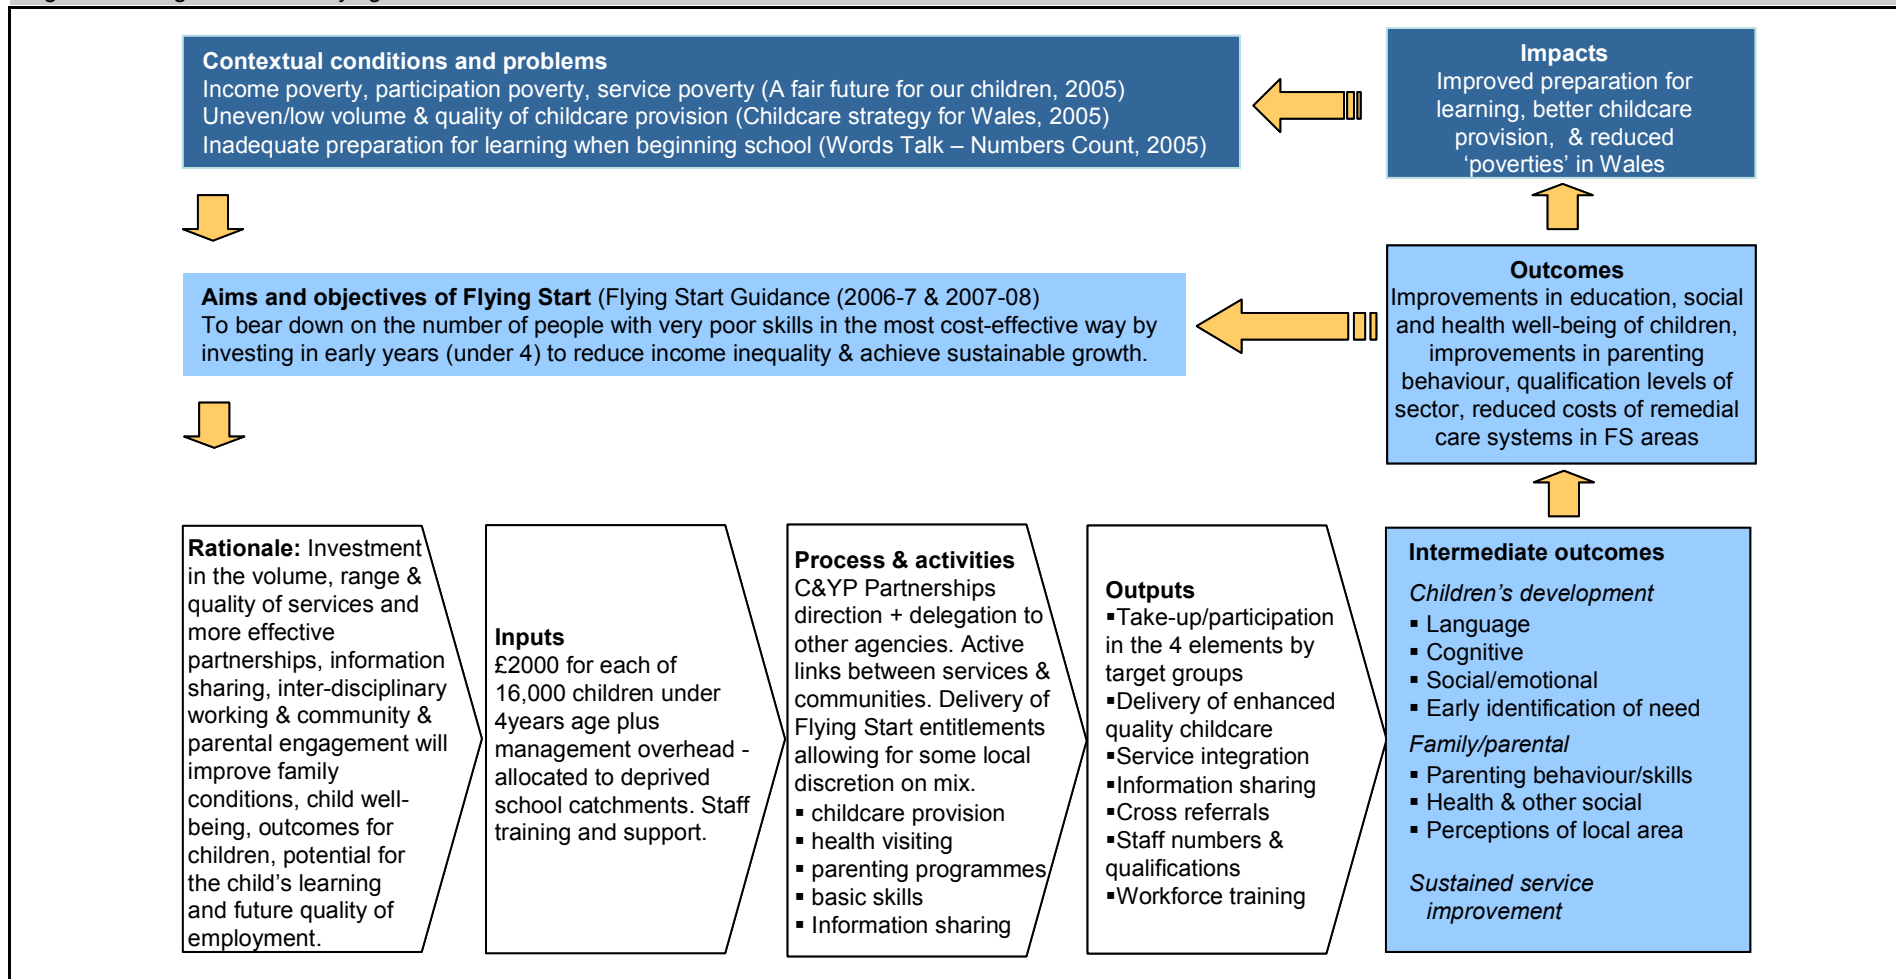 Contextual conditions and problems
Income poverty, participation poverty, service poverty (A fair future for our children, 2005)
Uneven/low volume & quality of childcare provision (Childcare strategy for Wales, 2005)
Inadequate preparation for learning when beginning school (Words Talk – Numbers Count, 2005)
Impacts
Improved preparation for
learning, better childcare
provision, & reduced
‘poverties’ in Wales
Aims and objectives of Flying Start (Flying Start Guidance (2006-7 & 2007-08)
To bear down on the number of people with very poor skills in the most cost-effective way by
investing in early years (under 4) to reduce income inequality & achieve sustainable growth.
Outcomes
Improvements in education, social
and health well-being of children,
improvements in parenting
behaviour, qualification levels of
sector, reduced costs of remedial
care systems in FS areas
Rationale: Investment
in the volume, range &
quality of services and
more effective
partnerships, information
sharing, inter-disciplinary
working & community &
parental engagement will
improve family
conditions, child well-
being, outcomes for
children, potential for
the child’s learning
and future quality of
employment.
Inputs
£2000 for each of
16,000 children under
4years age plus
management overhead -
allocated to deprived
school catchments. Staff
training and support.
Process & activities
C&YP Partnerships
direction + delegation to
other agencies. Active
links between services &
communities. Delivery of
Flying Start entitlements
allowing for some local
discretion on mix.
▪ childcare provision
▪ health visiting
▪ parenting programmes
▪ basic skills
▪ Information sharing
Outputs
▪Take-up/participation
in the 4 elements by
target groups
▪Delivery of enhanced
quality childcare
▪Service integration
▪Information sharing
▪Cross referrals
▪Staff numbers &
qualifications
▪Workforce training
Intermediate outcomes
Children’s development
▪ Language
▪ Cognitive
▪ Social/emotional
▪ Early identification of need
Family/parental
▪ Parenting behaviour/skills
▪ Health & other social
▪ Perceptions of local area
Sustained service
improvement